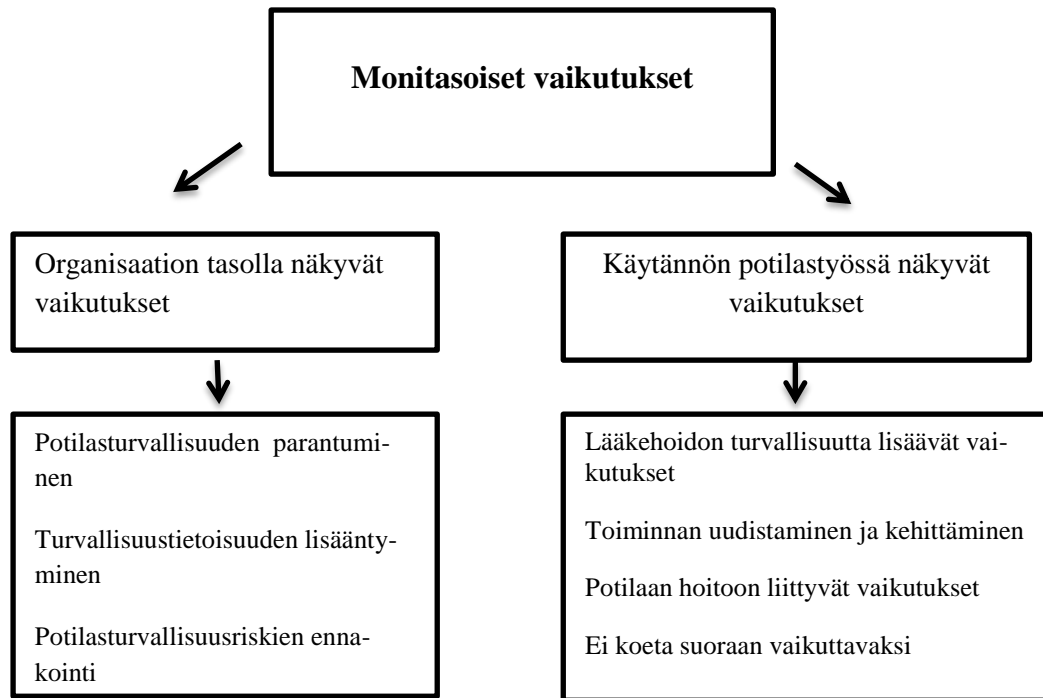 Monitasoiset vaikutukset
Organisaation tasolla näkyvät
vaikutukset
Käytännön potilastyössä näkyvät
vaikutukset
Potilasturvallisuuden parantumi-
nen
Turvallisuustietoisuuden lisäänty-
minen
Potilasturvallisuusriskien enna-
kointi
Lääkehoidon turvallisuutta lisäävät vai-
kutukset
Toiminnan uudistaminen ja kehittäminen
Potilaan hoitoon liittyvät vaikutukset
Ei koeta suoraan vaikuttavaksi